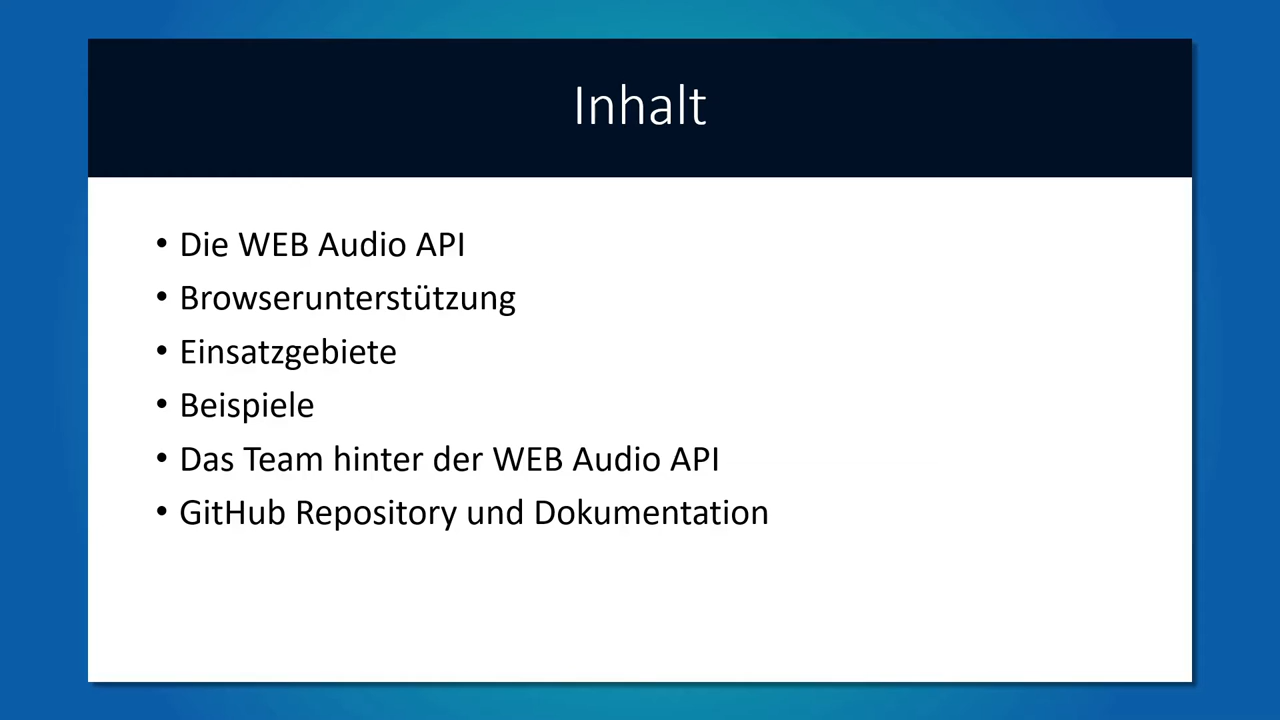 Inhalt
• Die WEB Audio API
• Browserunterstützung
• Einsatzgebiete
• Beispiele
• Das Team hinter der WEB Audio API
• GitHub Repository und Dokumentation